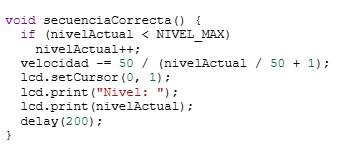 void secuenciaCorrecta() {
  if (nivelActual < NIVEL_MAX)
    nivelActual++;
  velocidad -= 50 / (nivelActual / 50 + 1);
  lcd.setCursor(0, 1);
  lcd.print("Nivel: ");
  lcd.print(nivelActual);
  delay(200);
}